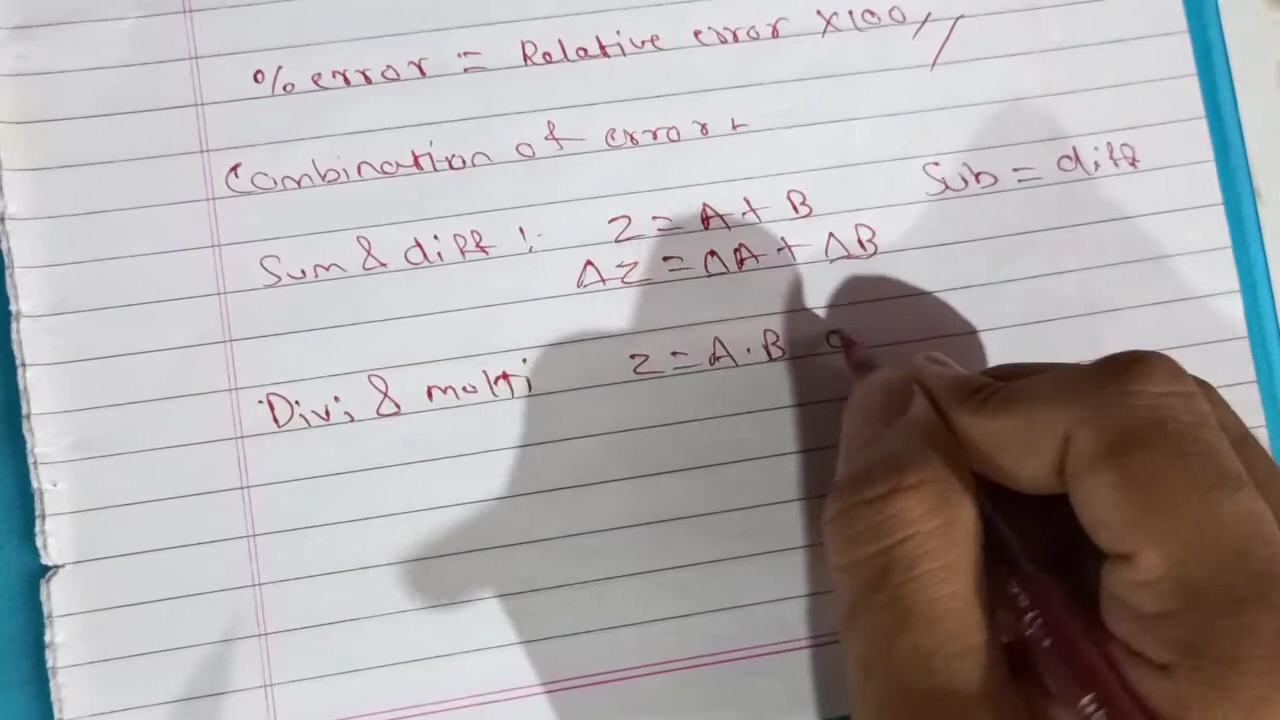 % error = Relative error X100//
Combination of error
Sub = diff
Sum & diff : Z = A + B
ΔZ = ΔA + ΔB
Divi & multi Z = A · B